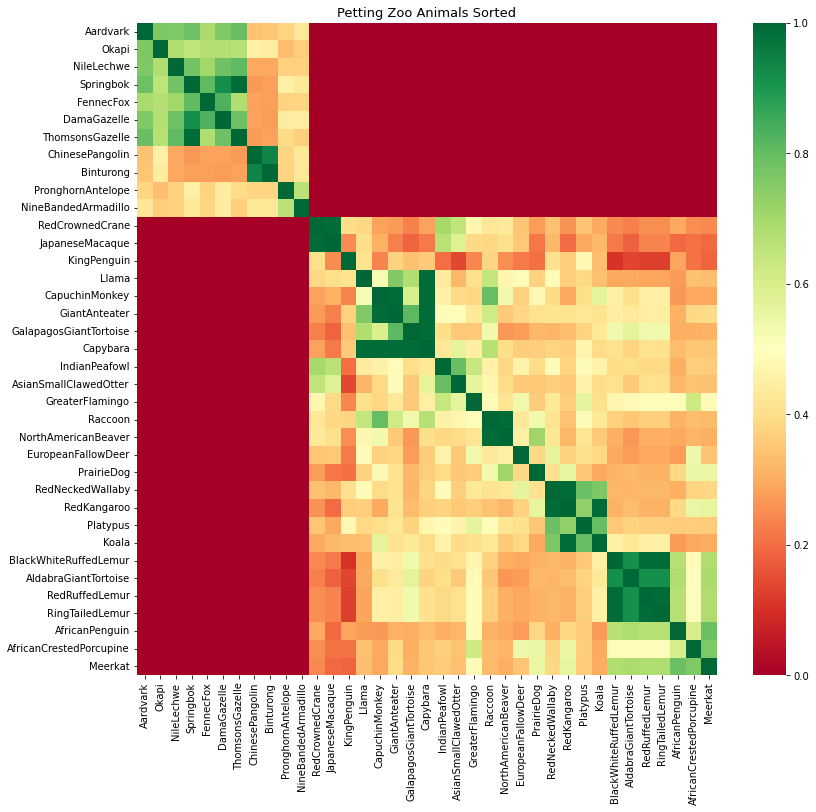 Petting Zoo Animals Sorted
Aardvark
Okapi
NileLechwe
Springbok
FennecFox
DamaGazelle
ThomsonsGazelle
ChinesePangolin
Binturong
PronghornAntelope
NineBandedArmadillo
RedCrownedCrane
JapaneseMacaque
KingPenguin
Llama
CapuchinMonkey
GiantAnteater
GalapagosGiantTortoise
Capybara
IndianPeafowl
AsianSmallClawedOtter
GreaterFlamingo
Raccoon
NorthAmericanBeaver
EuropeanFallowDeer
PrairieDog
RedNeckedWallaby
RedKangaroo
Platypus
Koala
BlackWhiteRuffedLemur
AldabraGiantTortoise
RedRuffedLemur
RingTailedLemur
AfricanPenguin
AfricanCrestedPorcupine
Meerkat
Aardvark
Okapi
NileLechwe
Springbok
FennecFox
DamaGazelle
ThomsonsGazelle
ChinesePangolin
Binturong
PronghornAntelope
NineBandedArmadillo
RedCrownedCrane
JapaneseMacaque
KingPenguin
Llama
CapuchinMonkey
GiantAnteater
GalapagosGiantTortoise
Capybara
IndianPeafowl
AsianSmallClawedOtter
GreaterFlamingo
Raccoon
NorthAmericanBeaver
EuropeanFallowDeer
PrairieDog
RedNeckedWallaby
RedKangaroo
Platypus
Koala
BlackWhiteRuffedLemur
AldabraGiantTortoise
RedRuffedLemur
RingTailedLemur
AfricanPenguin
AfricanCrestedPorcupine
Meerkat
1.0
0.8
0.6
0.4
0.2
0.0